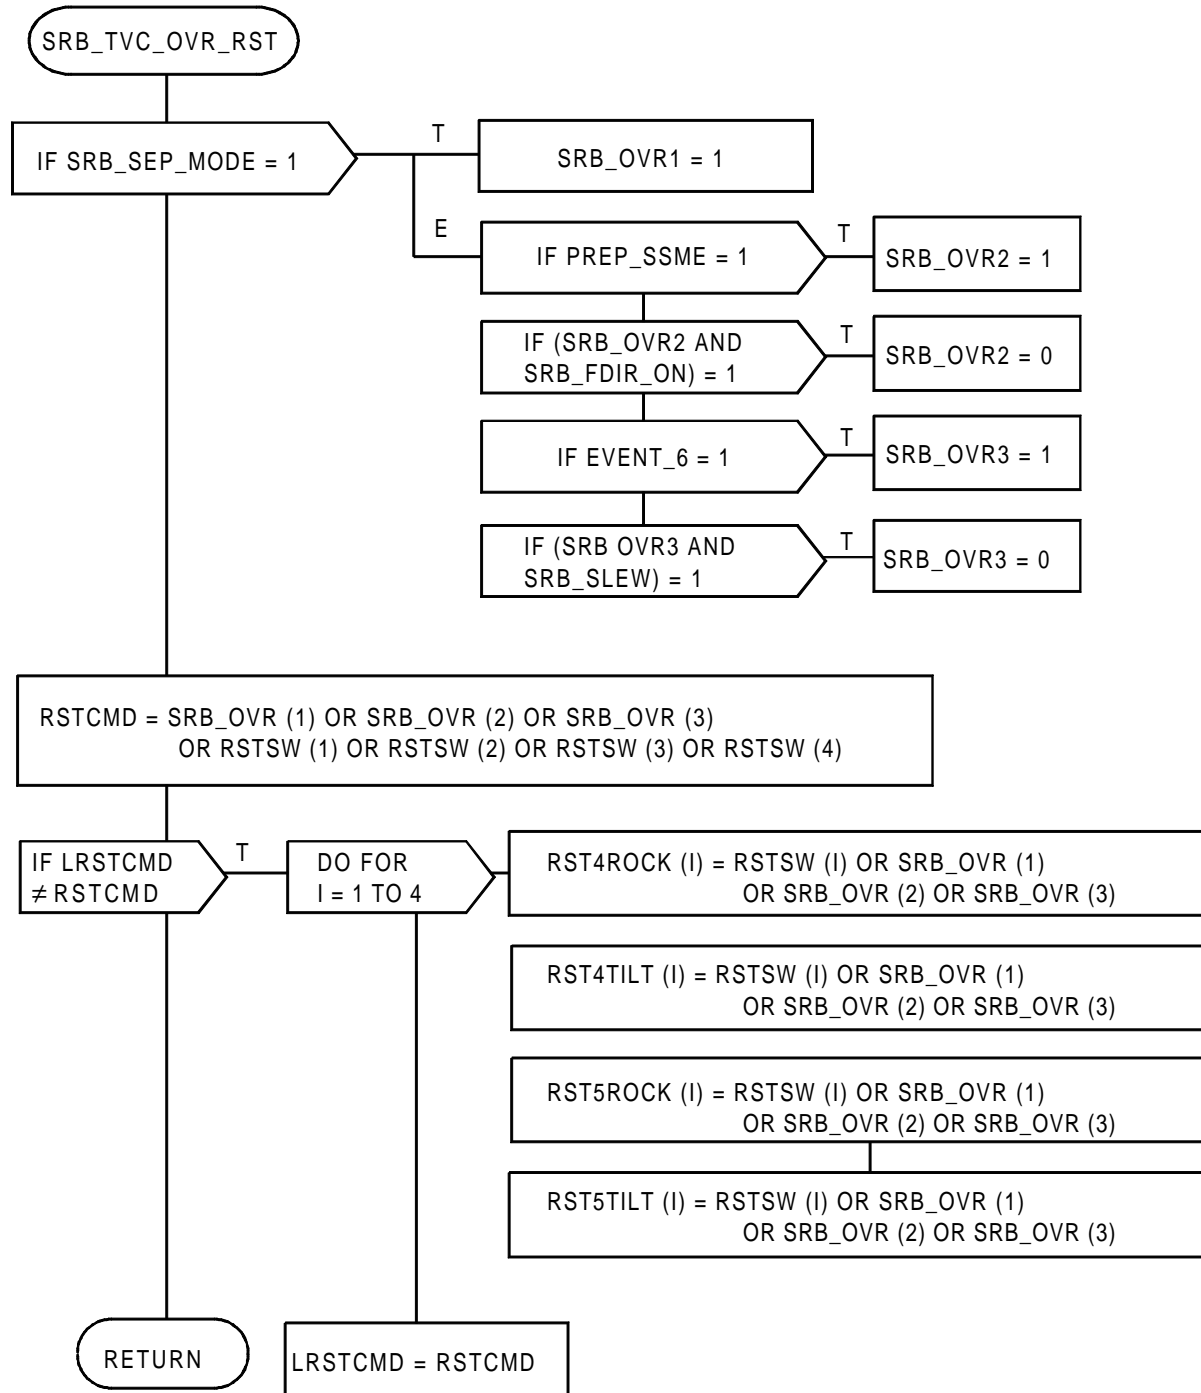 SRB_TVC_OVR_RST
IF SRB_SEP_MODE = 1
T
SRB_OVR1 = 1
E
IF PREP_SSME = 1
T
SRB_OVR2 = 1
IF (SRB_OVR2 AND
SRB_FDIR_ON) = 1
T
SRB_OVR2 = 0
IF EVENT_6 = 1
T
SRB_OVR3 = 1
IF (SRB OVR3 AND
SRB_SLEW) = 1
T
SRB_OVR3 = 0
RSTCMD = SRB_OVR (1) OR SRB_OVR (2) OR SRB_OVR (3)
OR RSTSW (1) OR RSTSW (2) OR RSTSW (3) OR RSTSW (4)
IF LRSTCMD
≠ RSTCMD
T
DO FOR
I = 1 TO 4
RST4ROCK (I) = RSTSW (I) OR SRB_OVR (1)
OR SRB_OVR (2) OR SRB_OVR (3)
RST4TILT (I) = RSTSW (I) OR SRB_OVR (1)
OR SRB_OVR (2) OR SRB_OVR (3)
RST5ROCK (I) = RSTSW (I) OR SRB_OVR (1)
OR SRB_OVR (2) OR SRB_OVR (3)
RST5TILT (I) = RSTSW (I) OR SRB_OVR (1)
OR SRB_OVR (2) OR SRB_OVR (3)
RETURN
LRSTCMD = RSTCMD